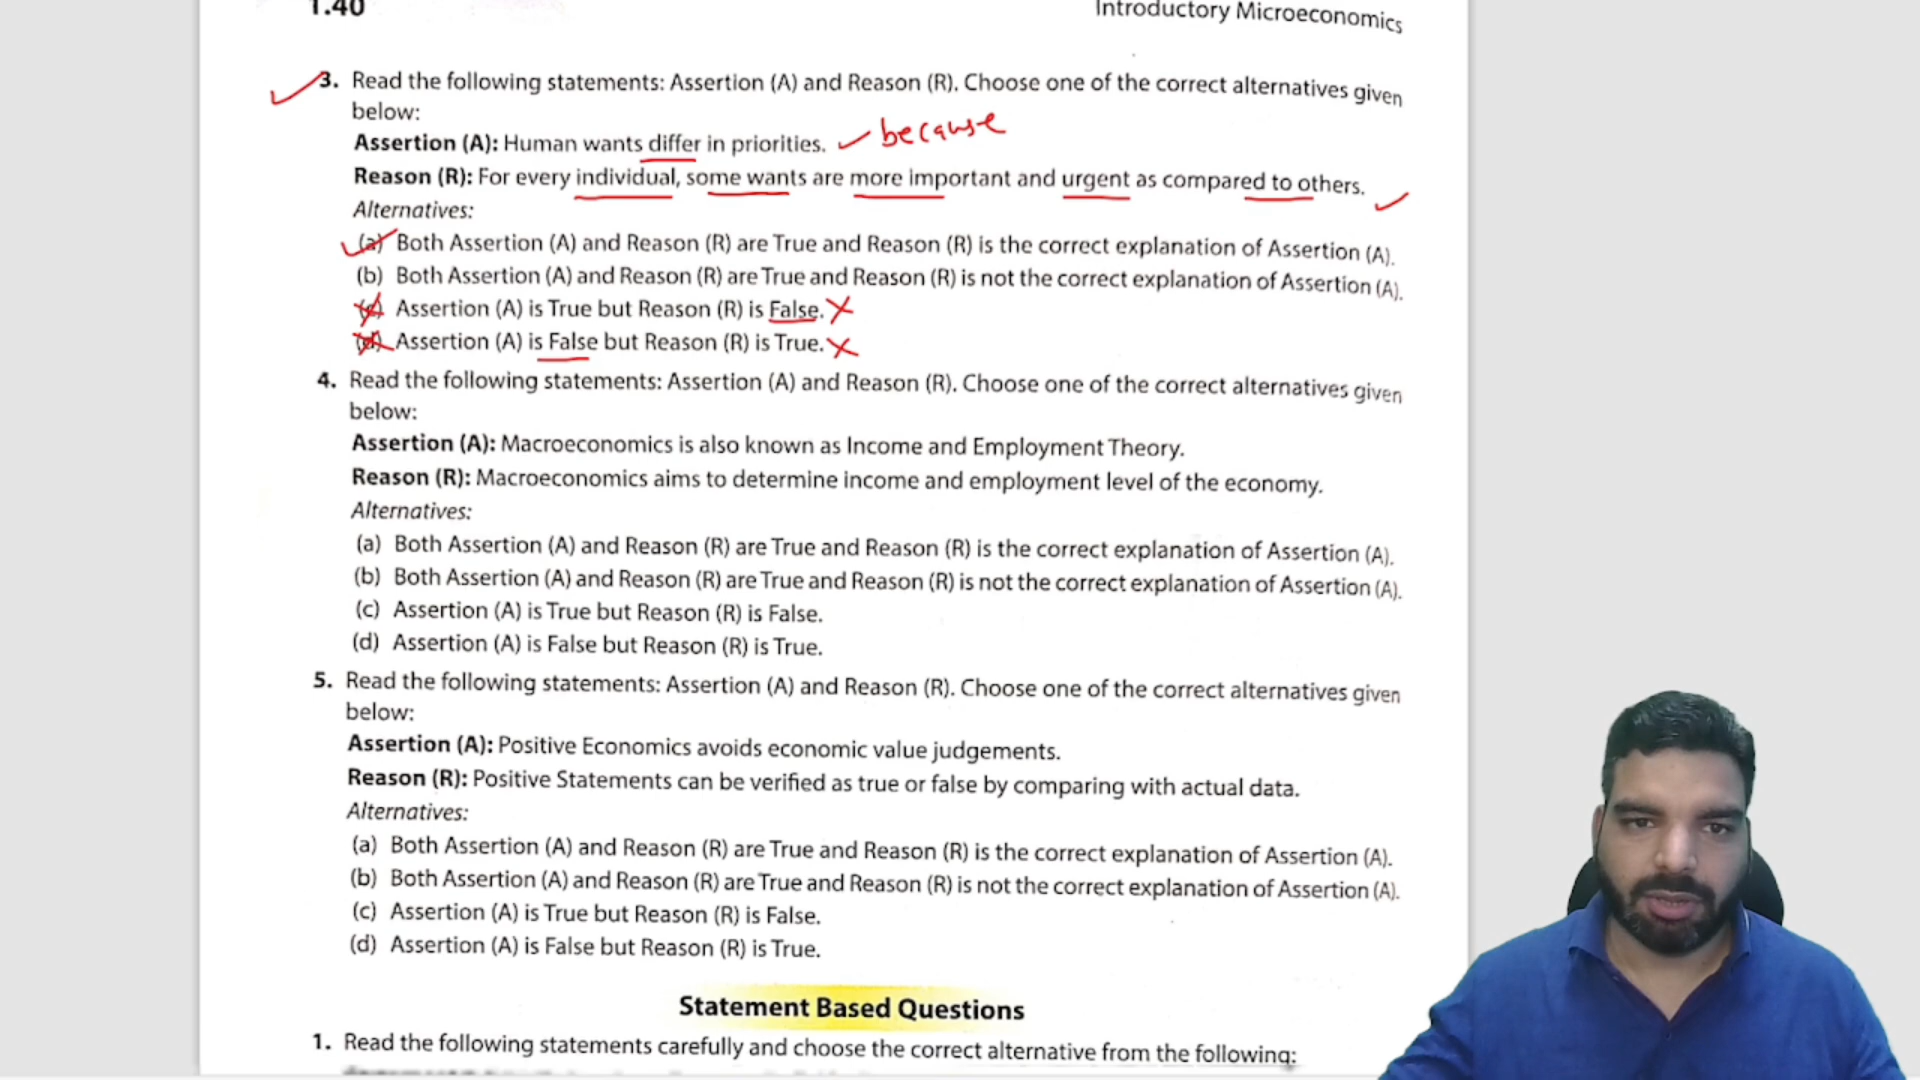 1.40
Introductory Microeconomics
3. Read the following statements: Assertion (A) and Reason (R). Choose one of the correct alternatives given
below:
Assertion (A): Human wants differ in priorities. because
Reason (R): For every individual, some wants are more important and urgent as compared to others.
Alternatives:
(a) Both Assertion (A) and Reason (R) are True and Reason (R) is the correct explanation of Assertion (A).
(b) Both Assertion (A) and Reason (R) are True and Reason (R) is not the correct explanation of Assertion (A).
(c) Assertion (A) is True but Reason (R) is False.
(d) Assertion (A) is False but Reason (R) is True.
4. Read the following statements: Assertion (A) and Reason (R). Choose one of the correct alternatives given
below:
Assertion (A): Macroeconomics is also known as Income and Employment Theory.
Reason (R): Macroeconomics aims to determine income and employment level of the economy.
Alternatives:
(a) Both Assertion (A) and Reason (R) are True and Reason (R) is the correct explanation of Assertion (A).
(b) Both Assertion (A) and Reason (R) are True and Reason (R) is not the correct explanation of Assertion (A).
(c) Assertion (A) is True but Reason (R) is False.
(d) Assertion (A) is False but Reason (R) is True.
5. Read the following statements: Assertion (A) and Reason (R). Choose one of the correct alternatives given
below:
Assertion (A): Positive Economics avoids economic value judgements.
Reason (R): Positive Statements can be verified as true or false by comparing with actual data.
Alternatives:
(a) Both Assertion (A) and Reason (R) are True and Reason (R) is the correct explanation of Assertion (A).
(b) Both Assertion (A) and Reason (R) are True and Reason (R) is not the correct explanation of Assertion (A).
(c) Assertion (A) is True but Reason (R) is False.
(d) Assertion (A) is False but Reason (R) is True.
Statement Based Questions
1. Read the following statements carefully and choose the correct alternative from the following: